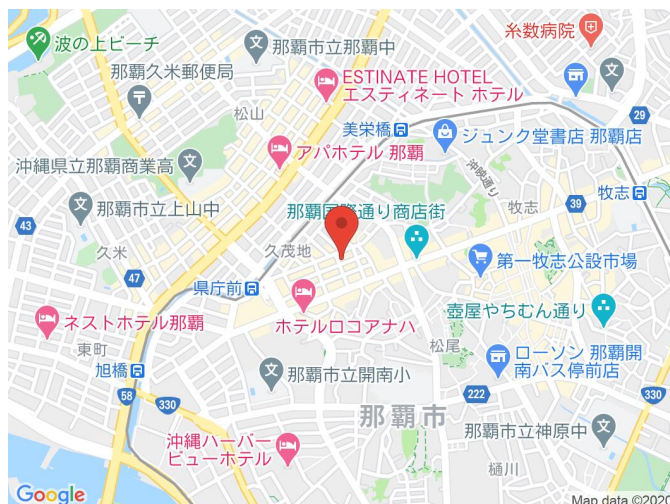 波の上ビーチ
那覇市立那覇中
糸数病院
那覇久米郵便局
ESTINATE HOTEL
エスティネート ホテル
松山
美栄橋
ジュンク堂書店 那覇店
29
アパホテル 那覇
沖縄県立那覇商業高
沖映通り
牧志
43
那覇市立上山中
那覇国際通り商店街
牧志
39
久米
久茂地
47
第一牧志公設市場
県庁前
壺屋やちむん通り
ネストホテル那覇
ホテルロコアナハ
東町
松尾
旭橋
那覇市立開南小
ローソン 那覇開
南バス停前店
58
330
222
330
那覇市
沖縄ハーバー
ビューホテル
那覇市立神原中
樋川
Google
Map data ©2020